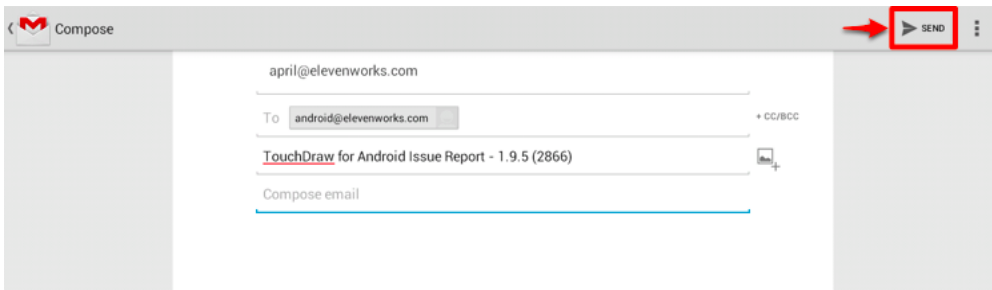 Compose
SEND
april@elevenworks.com
To android@elevenworks.com
+ CC/BCC
TouchDraw for Android Issue Report - 1.9.5 (2866)
Compose email